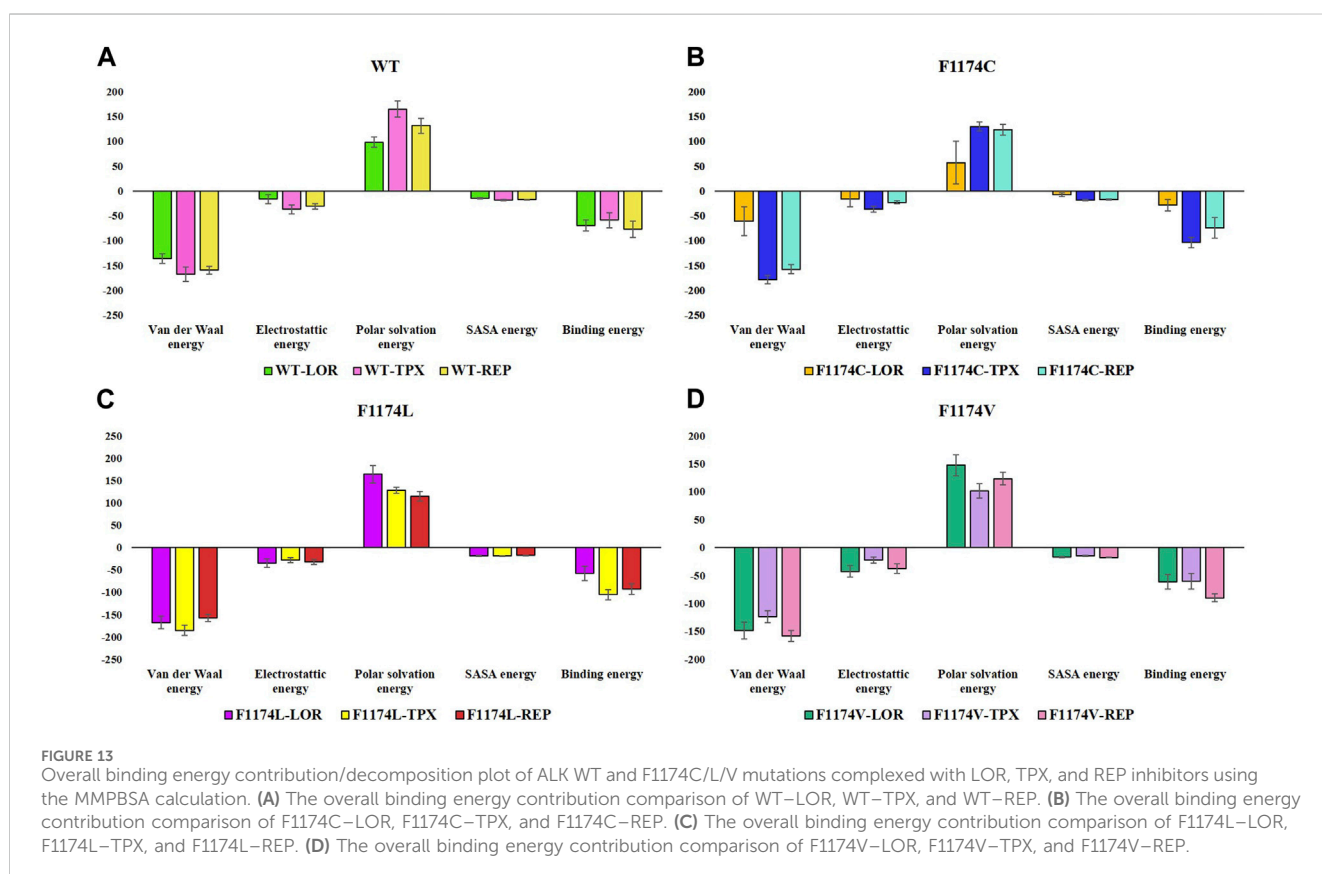 A
WT
200
150
100
50
0
-50
-100
-150
-200
-250
Van der Waal energy
Electrostattic energy
Polar solvation energy
SASA energy
Binding energy
WT-LOR WT-TPX WT-REP
B
F1174C
200
150
100
50
0
-50
-100
-150
-200
-250
Van der Waal energy
Electrostattic energy
Polar solvation energy
SASA energy
Binding energy
F1174C-LOR F1174C-TPX F1174C-REP
C
F1174L
250
200
150
100
50
0
-50
-100
-150
-200
-250
Van der Waal energy
Electrostattic energy
Polar solvation energy
SASA energy
Binding energy
F1174L-LOR F1174L-TPX F1174L-REP
D
F1174V
200
150
100
50
0
-50
-100
-150
-200
Van der Waal energy
Electrostattic energy
Polar solvation energy
SASA energy
Binding energy
F1174V-LOR F1174V-TPX F1174V-REP
FIGURE 13
Overall binding energy contribution/decomposition plot of ALK WT and F1174C/L/V mutations complexed with LOR, TPX, and REP inhibitors using
the MMPBSA calculation. (A) The overall binding energy contribution comparison of WT–LOR, WT–TPX, and WT–REP. (B) The overall binding energy
contribution comparison of F1174C–LOR, F1174C–TPX, and F1174C–REP. (C) The overall binding energy contribution comparison of F1174L–LOR,
F1174L–TPX, and F1174L–REP. (D) The overall binding energy contribution comparison of F1174V–LOR, F1174V–TPX, and F1174V–REP.